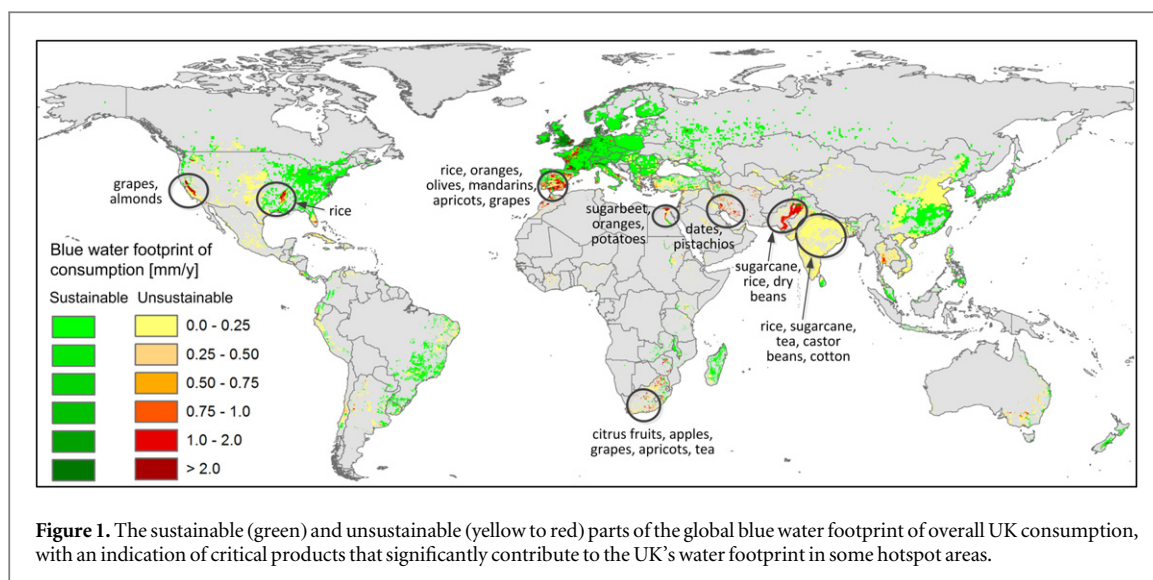 grapes,
almonds
rice
rice, oranges,
olives, mandarins,
apricots, grapes
sugarbeet,
oranges,
potatoes
dates,
pistachios
sugarcane,
rice, dry
beans
rice, sugarcane,
tea, castor
beans, cotton
citrus fruits, apples,
grapes, apricots, tea
Blue water footprint of
consumption [mm/y]
Sustainable Unsustainable
0.0 - 0.25
0.25 - 0.50
0.50 - 0.75
0.75 - 1.0
1.0 - 2.0
> 2.0
Figure 1. The sustainable (green) and unsustainable (yellow to red) parts of the global blue water footprint of overall UK consumption,
with an indication of critical products that significantly contribute to the UK's water footprint in some hotspot areas.